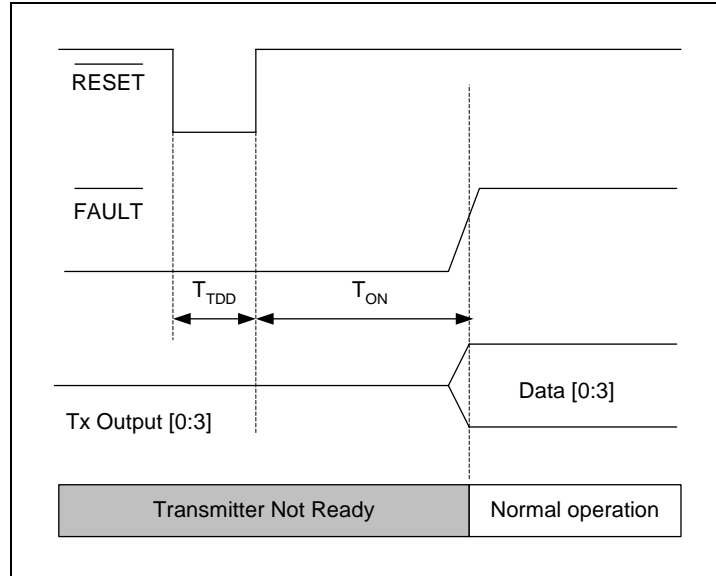 RESET
FAULT
TTDD TON
Data [0:3]
Tx Output [0:3]
Transmitter Not Ready Normal operation